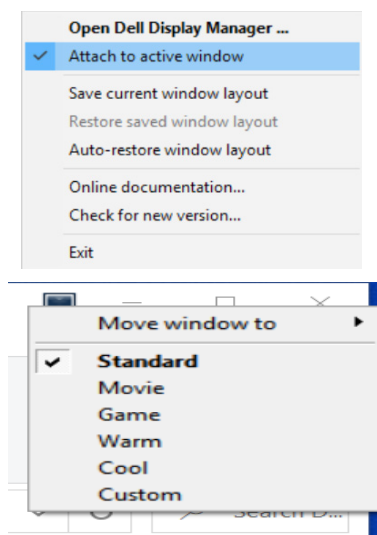 Open Dell Display Manager ...
Attach to active window
Save current window layout
Restore saved window layout
Auto-restore window layout
Online documentation...
Check for new version...
Exit
Move window to
Standard
Movie
Game
Warm
Cool
Custom
Search D...